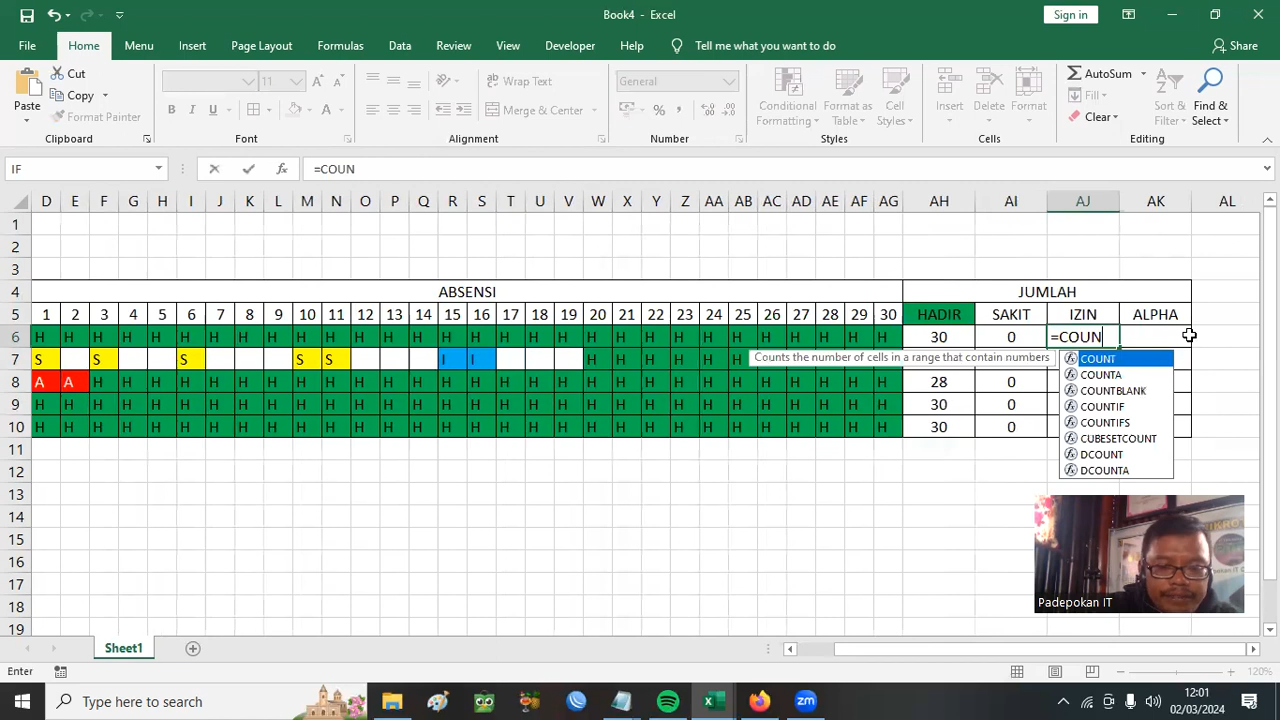 Book4 - Excel
Sign in
File Home Menu Insert Page Layout Formulas Data Review View Developer Help Tell me what you want to do Share
Paste Cut Copy Format Painter
11
B I U A
Wrap Text
Merge & Center
General
%
Conditional Formatting
Format as Table
Cell Styles
Insert Delete Format
AutoSum
Fill
Clear
Sort & Filter
Find & Select
Clipboard Font Alignment Number Styles Cells Editing
IF fx =COUN
D E F G H I J K L M N O P Q R S T U V W X Y Z AA AB AC AD AE AF AG AH AI AJ AK AL
1
2
3
4 ABSENSI JUMLAH
5 1 2 3 4 5 6 7 8 9 10 11 12 13 14 15 16 17 18 19 20 21 22 23 24 25 26 27 28 29 30 HADIR SAKIT IZIN ALPHA
6 H H H H H H H H H H H H H H H H H H H H H H H H H H H H H H 30 0 =COUN
7 S S S S S I I H H H H H H
Counts the number of cells in a range that contain numbers
COUNT
COUNTA
COUNTBLANK
COUNTIF
COUNTIFS
CUBESETCOUNT
DCOUNT
DCOUNTA
8 A A H H H H H H H H H H H H H H H H H H H H H H H H H H H H 28 0
9 H H H H H H H H H H H H H H H H H H H H H H H H H H H H H H 30 0
10 H H H H H H H H H H H H H H H H H H H H H H H H H H H H H H 30 0
11
12
13
14
15
16
17
18
19
Padepokan IT
Sheet1
Enter
120%
Type here to search
12:01
02/03/2024